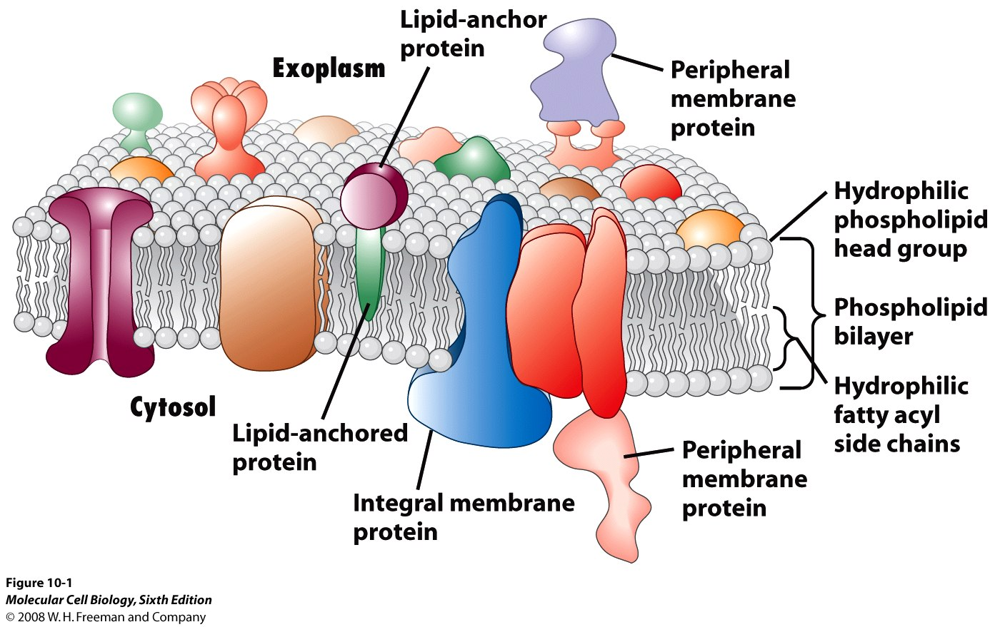 Lipid-anchor
protein
Exoplasm
Peripheral
membrane
protein
Hydrophilic
phospholipid
head group
Phospholipid
bilayer
Hydrophilic
fatty acyl
side chains
Cytosol
Lipid-anchored
protein
Integral membrane
protein
Peripheral
membrane
protein
Figure 10-1
Molecular Cell Biology, Sixth Edition
© 2008 W. H. Freeman and Company